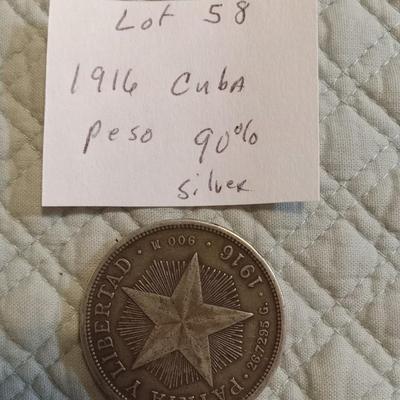 Lot 58
1916 Cuba
Peso 90%
Silver
PATRIA Y LIBERTAD 900 M. 1916 26.7295 G.